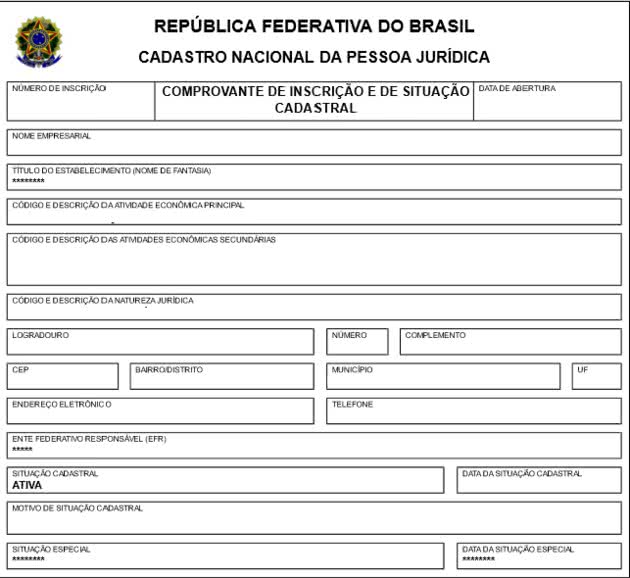 REPÚBLICA FEDERATIVA DO BRASIL
CADASTRO NACIONAL DA PESSOA JURÍDICA
NÚMERO DE INSCRIÇÃO
COMPROVANTE DE INSCRIÇÃO E DE SITUAÇÃO
CADASTRAL
DATA DE ABERTURA
NOME EMPRESARIAL
TÍTULO DO ESTABELECIMENTO (NOME DE FANTASIA)
********
CÓDIGO E DESCRIÇÃO DA ATIVIDADE ECONÔMICA PRINCIPAL
CÓDIGO E DESCRIÇÃO DAS ATIVIDADES ECONÔMICAS SECUNDÁRIAS
CÓDIGO E DESCRIÇÃO DA NATUREZA JURÍDICA
LOGRADOURO
NÚMERO
COMPLEMENTO
CEP
BAIRRO/DISTRITO
MUNICÍPIO
UF
ENDEREÇO ELETRÔNICO
TELEFONE
ENTE FEDERATIVO RESPONSÁVEL (EFR)
*****
SITUAÇÃO CADASTRAL
ATIVA
DATA DA SITUAÇÃO CADASTRAL
MOTIVO DE SITUAÇÃO CADASTRAL
SITUAÇÃO ESPECIAL
********
DATA DA SITUAÇÃO ESPECIAL
********